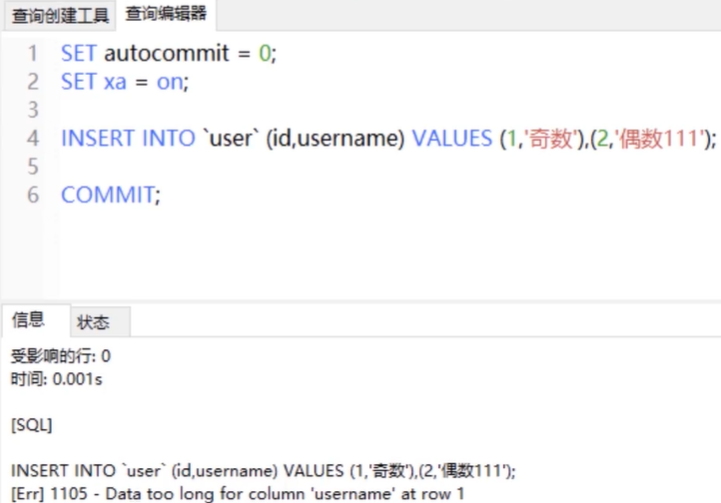 查询创建工具 查询编辑器
1 SET autocommit = 0;
2 SET xa = on;
3
4 INSERT INTO `user` (id,username) VALUES (1,'奇数'),(2,'偶数111');
5
6 COMMIT;
信息 状态
受影响的行: 0
时间: 0.001s
[SQL]
INSERT INTO `user` (id,username) VALUES (1,'奇数'),(2,'偶数111');
[Err] 1105 - Data too long for column 'username' at row 1